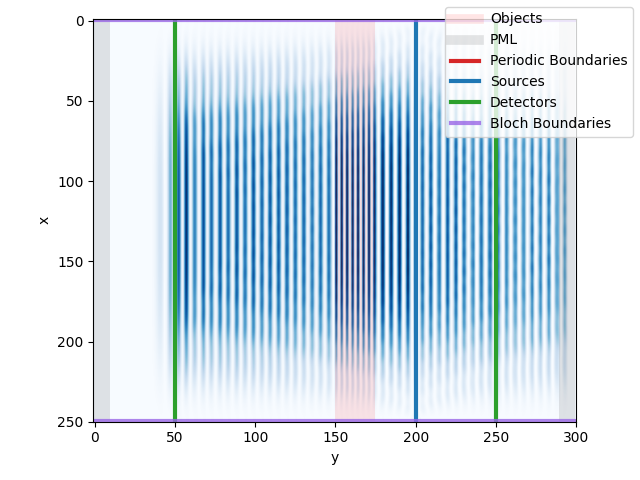 Objects
PML
Periodic Boundaries
Sources
Detectors
Bloch Boundaries
0
50
100
150
200
250
x
0 50 100 150 200 250 300
y